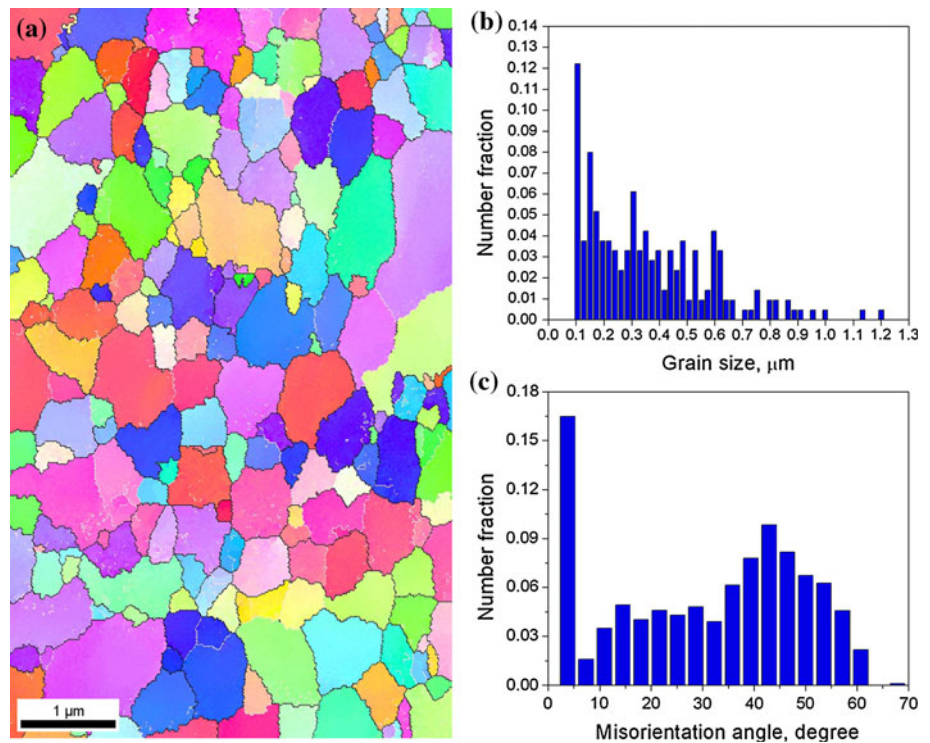 (a)
1 µm
(b)
0.14
0.13
0.12
0.11
0.10
0.09
0.08
0.07
0.06
0.05
0.04
0.03
0.02
0.01
0.00
Number fraction
0.0 0.1 0.2 0.3 0.4 0.5 0.6 0.7 0.8 0.9 1.0 1.1 1.2 1.3
Grain size, µm
(c)
0.18
0.15
0.12
0.09
0.06
0.03
0.00
Number fraction
0 10 20 30 40 50 60 70
Misorientation angle, degree